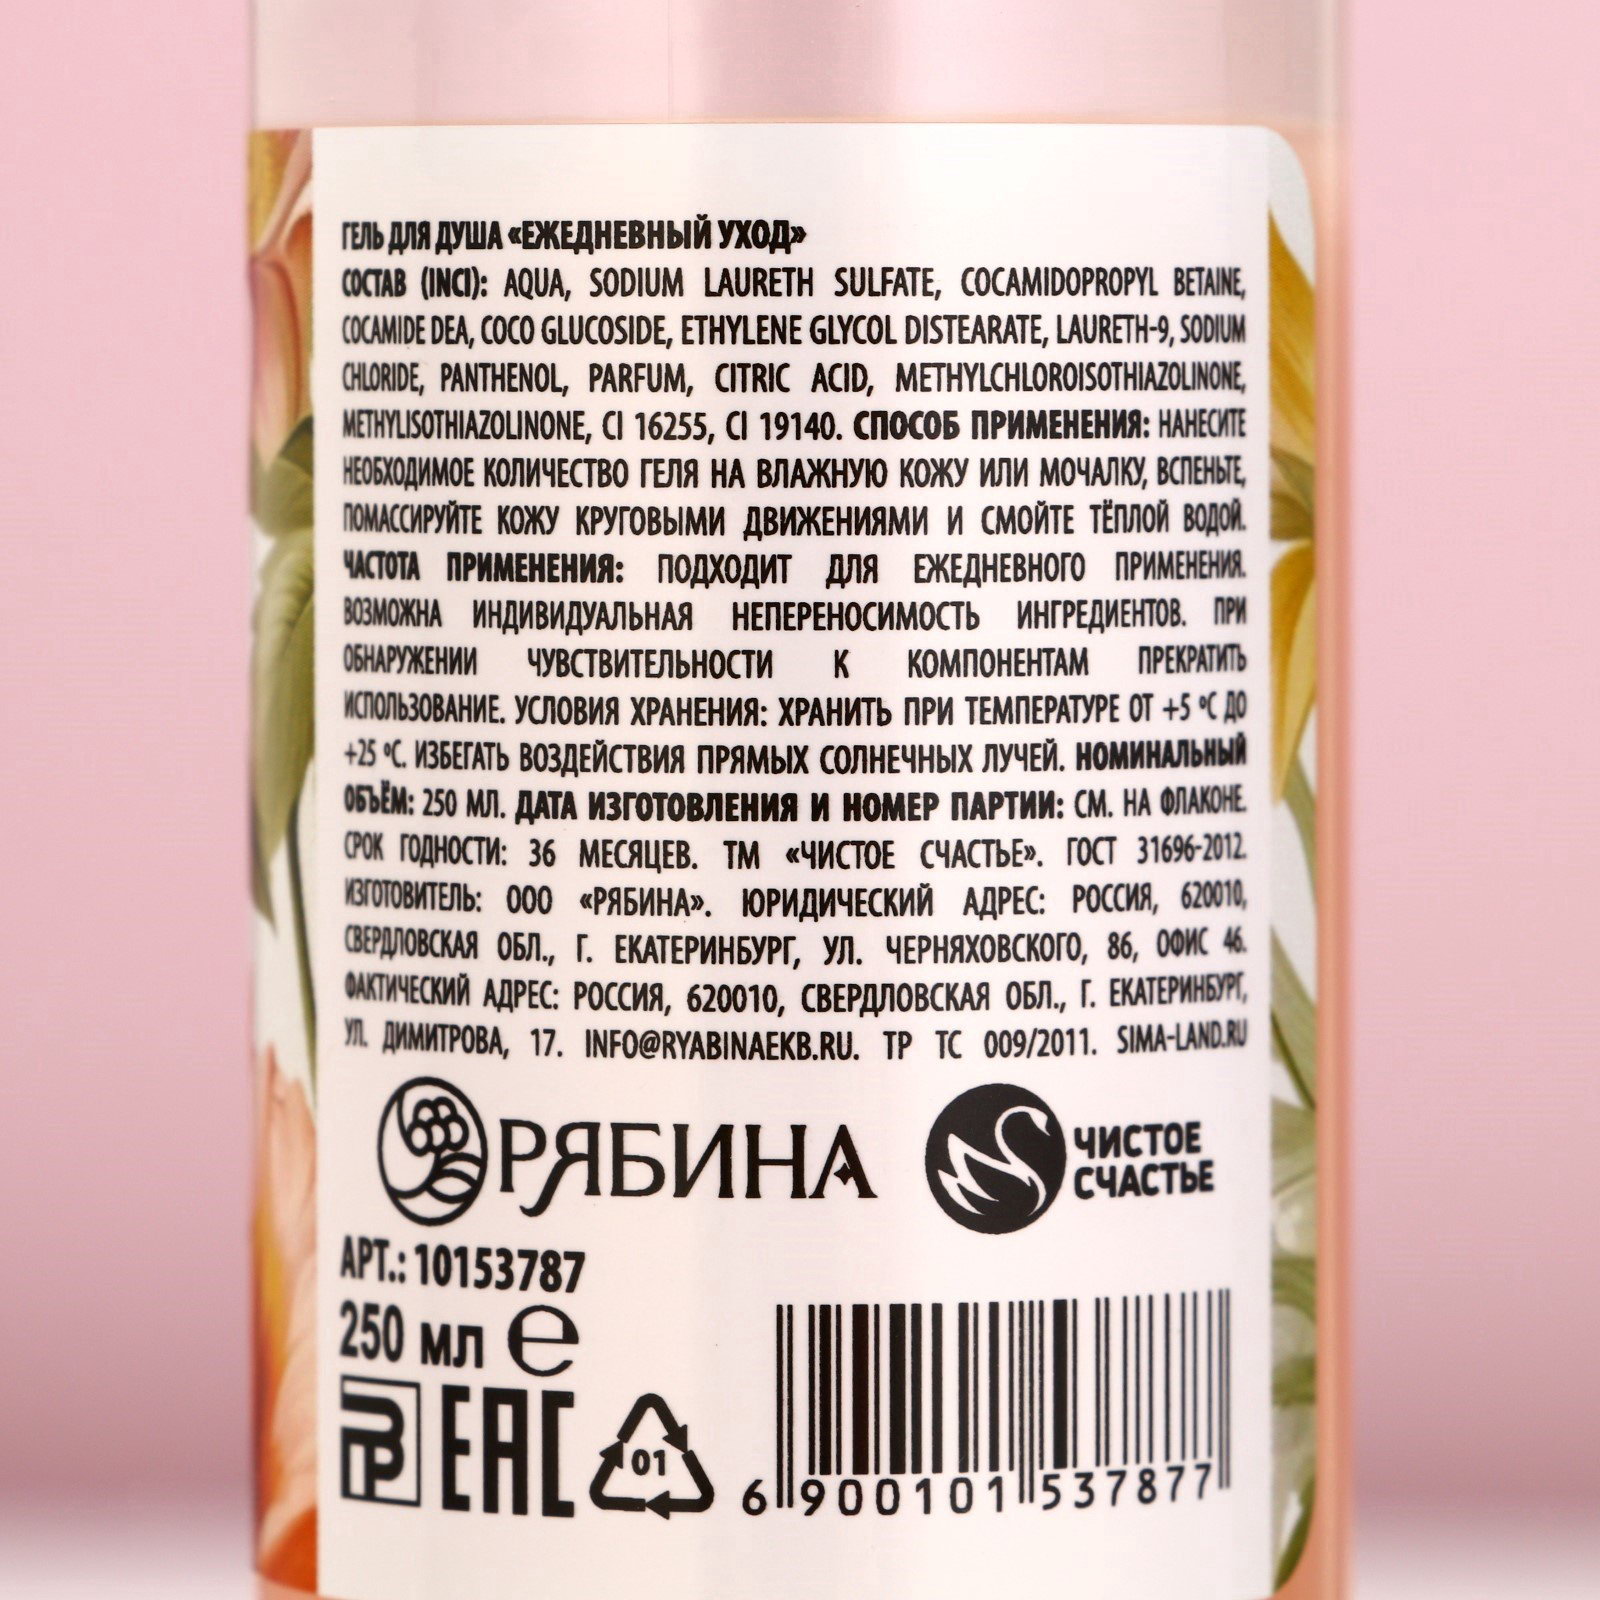 ГЕЛЬ ДЛЯ ДУША «ЕЖЕДНЕВНЫЙ УХОД»
СОСТАВ (INCI): AQUA, SODIUM LAURETH SULFATE, COCAMIDOPROPYL BETAINE,
COCAMIDE DEA, COCO GLUCOSIDE, ETHYLENE GLYCOL DISTEARATE, LAURETH-9, SODIUM
CHLORIDE, PANTHENOL, PARFUM, CITRIC ACID, METHYLCHLOROISOTHIAZOLINONE,
METHYLISOTHIAZOLINONE, CI 16255, CI 19140. СПОСОБ ПРИМЕНЕНИЯ: НАНЕСИТЕ
НЕОБХОДИМОЕ КОЛИЧЕСТВО ГЕЛЯ НА ВЛАЖНУЮ КОЖУ ИЛИ МОЧАЛКУ, ВСПЕНЬТЕ,
ПОМАССИРУЙТЕ КОЖУ КРУГОВЫМИ ДВИЖЕНИЯМИ И СМОЙТЕ ТЁПЛОЙ ВОДОЙ.
ЧАСТОТА ПРИМЕНЕНИЯ: ПОДХОДИТ ДЛЯ ЕЖЕДНЕВНОГО ПРИМЕНЕНИЯ.
ВОЗМОЖНА ИНДИВИДУАЛЬНАЯ НЕПЕРЕНОСИМОСТЬ ИНГРЕДИЕНТОВ. ПРИ
ОБНАРУЖЕНИИ ЧУВСТВИТЕЛЬНОСТИ К КОМПОНЕНТАМ ПРЕКРАТИТЬ
ИСПОЛЬЗОВАНИЕ. УСЛОВИЯ ХРАНЕНИЯ: ХРАНИТЬ ПРИ ТЕМПЕРАТУРЕ ОТ +5 ºС ДО
+25 ºС. ИЗБЕГАТЬ ВОЗДЕЙСТВИЯ ПРЯМЫХ СОЛНЕЧНЫХ ЛУЧЕЙ. НОМИНАЛЬНЫЙ
ОБЪЁМ: 250 МЛ. ДАТА ИЗГОТОВЛЕНИЯ И НОМЕР ПАРТИИ: СМ. НА ФЛАКОНЕ.
СРОК ГОДНОСТИ: 36 МЕСЯЦЕВ. ТМ «ЧИСТОЕ СЧАСТЬЕ». ГОСТ 31696-2012.
ИЗГОТОВИТЕЛЬ: ООО «РЯБИНА». ЮРИДИЧЕСКИЙ АДРЕС: РОССИЯ, 620010,
СВЕРДЛОВСКАЯ ОБЛ., Г. ЕКАТЕРИНБУРГ, УЛ. ЧЕРНЯХОВСКОГО, 86, ОФИС 46.
ФАКТИЧЕСКИЙ АДРЕС: РОССИЯ, 620010, СВЕРДЛОВСКАЯ ОБЛ., Г. ЕКАТЕРИНБУРГ,
УЛ. ДИМИТРОВА, 17. INFO@RYABINAEKB.RU. ТР ТС 009/2011. SIMA-LAND.RU
РЯБИНА
ЧИСТОЕ
СЧАСТЬЕ
АРТ.: 10153787
250 мл e
EAC
01
6 900101 537877